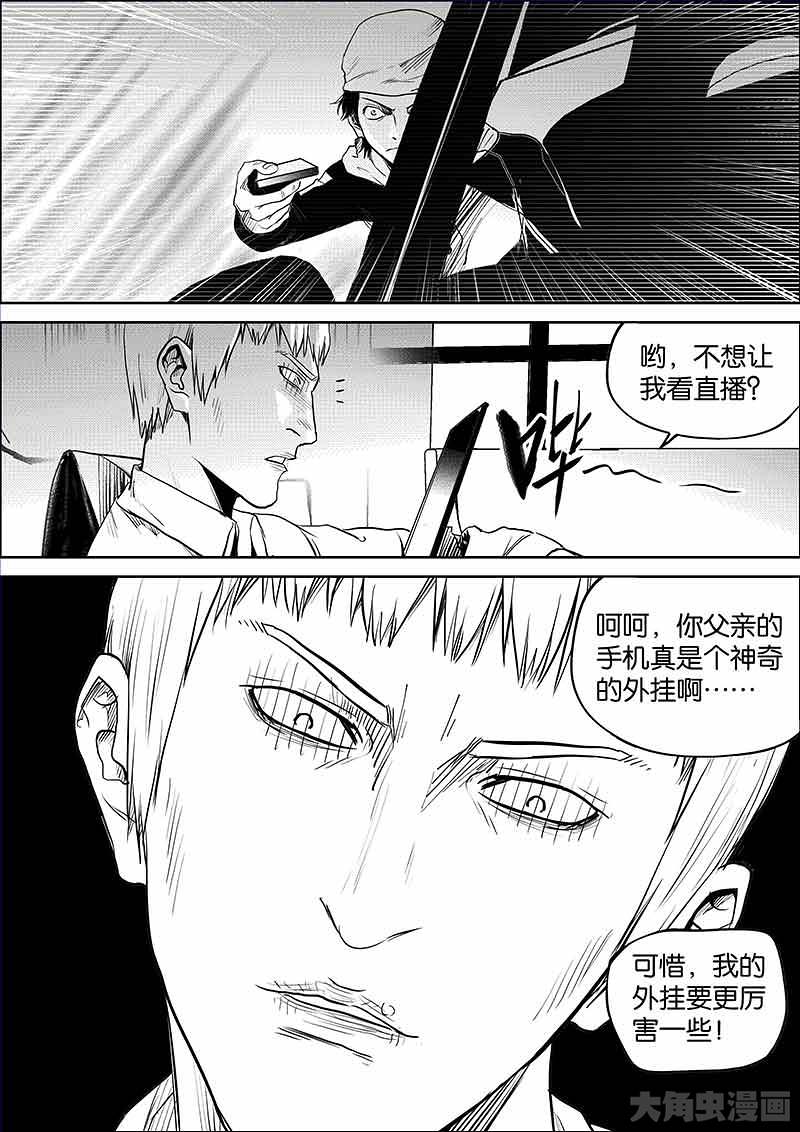 哟，不想让
我看直播？
哔
呵呵，你父亲的
手机真是个神奇
的外挂啊……
可惜，我的
外挂要更厉
害一些！
大角虫漫画